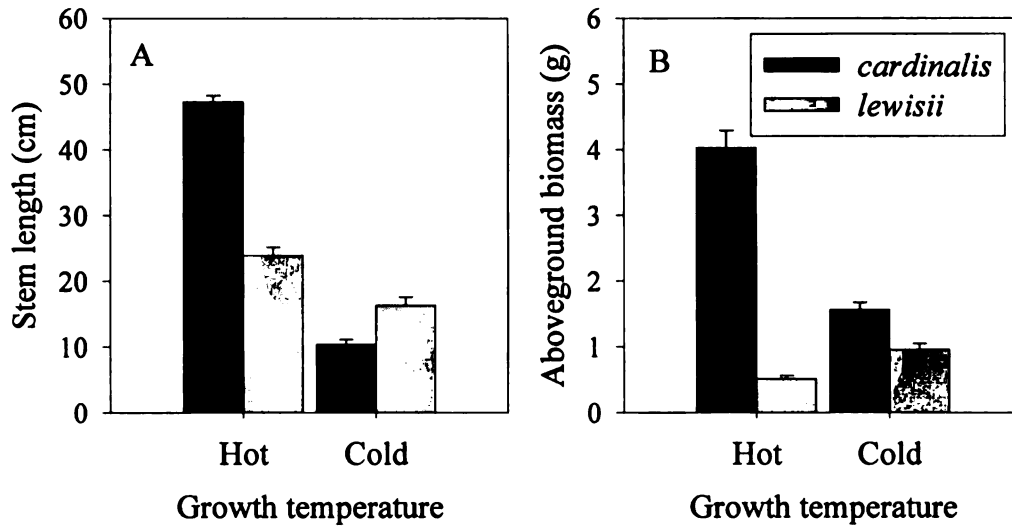 A
Stem length (cm)
60
50
40
30
20
10
0
Hot Cold
Growth temperature
B
cardinalis
lewisii
Aboveground biomass (g)
6
5
4
3
2
1
0
Hot Cold
Growth temperature